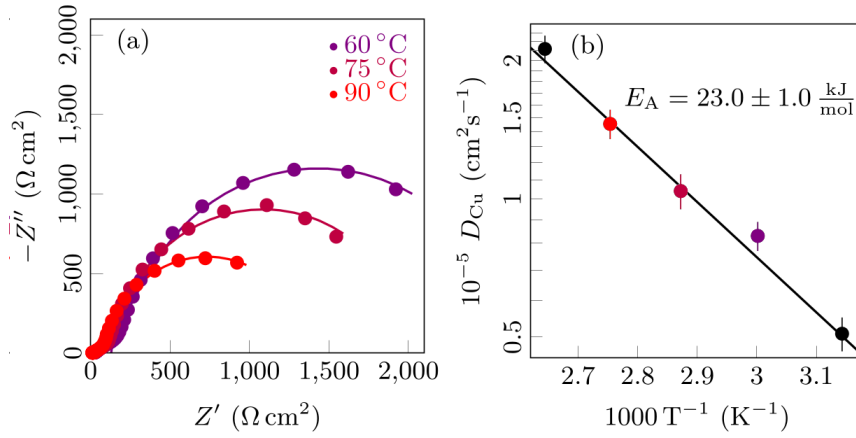 (a)
60 °C
75 °C
90 °C
2,000
1,500
1,000
500
0
−Z̄′′ (Ω cm²)
0 500 1,000 1,500 2,000
Z′ (Ω cm²)
(b)
E_A = 23.0 ± 1.0 kJ/mol
2
1.5
1
0.5
10⁻⁵ D_Cu (cm²s⁻¹)
2.7 2.8 2.9 3 3.1
1000 T⁻¹ (K⁻¹)